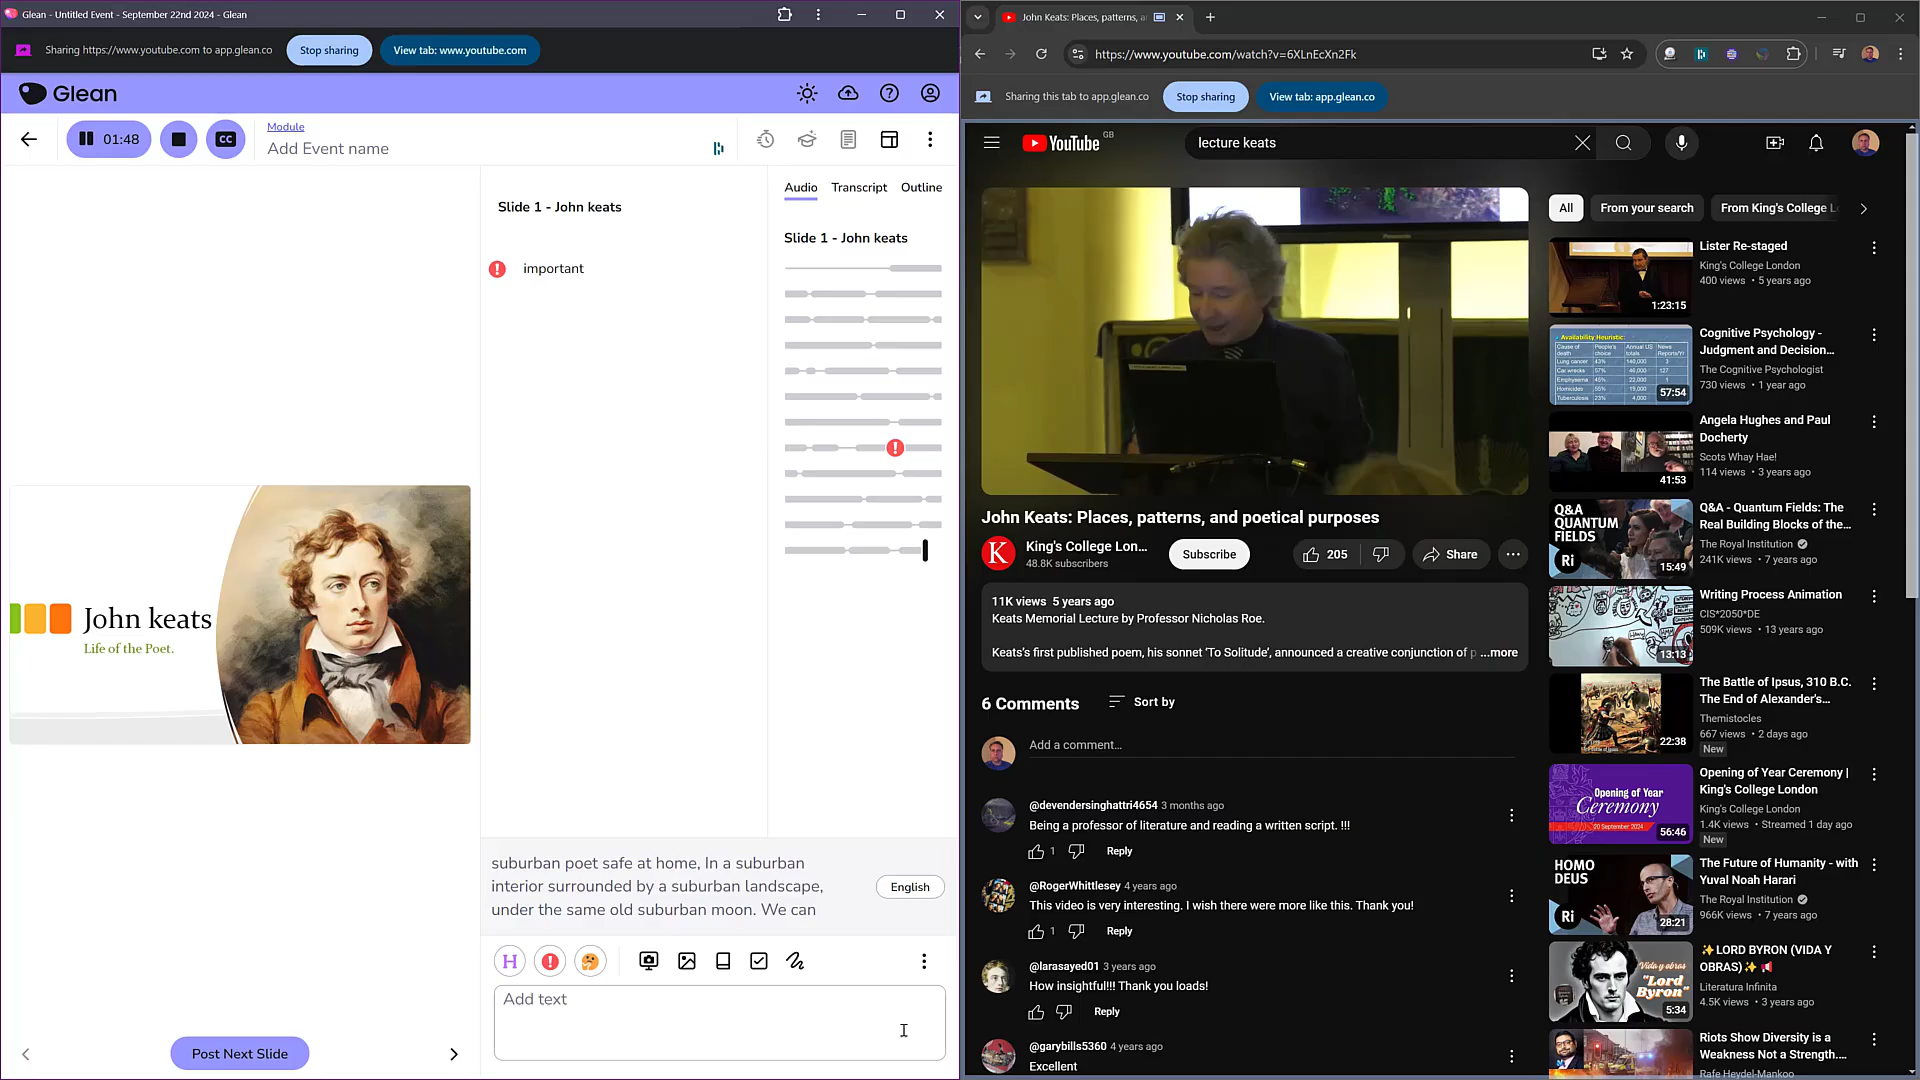 Glean - Untitled Event - September 22nd 2024 - Glean
Sharing https://www.youtube.com to app.glean.co
Stop sharing
View tab: www.youtube.com
Glean
01:48
CC
Module
Add Event name
Slide 1 - John keats
important
Audio
Transcript
Outline
Slide 1 - John keats
John keats
Life of the Poet.
suburban poet safe at home, In a suburban
interior surrounded by a suburban landscape,
under the same old suburban moon. We can
English
H
Add text
Post Next Slide
John Keats: Places, patterns, a
https://www.youtube.com/watch?v=6XLnEcXn2Fk
Sharing this tab to app.glean.co
Stop sharing
View tab: app.glean.co
YouTube
GB
lecture keats
John Keats: Places, patterns, and poetical purposes
K
King's College Lon...
48.8K subscribers
Subscribe
205
Share
11K views 5 years ago
Keats Memorial Lecture by Professor Nicholas Roe.
Keats's first published poem, his sonnet 'To Solitude', announced a creative conjunction of p ...more
6 Comments
Sort by
Add a comment...
@devendersinghattri4654 3 months ago
Being a professor of literature and reading a written script. !!!
1
Reply
@RogerWhittlesey 4 years ago
This video is very interesting. I wish there were more like this. Thank you!
1
Reply
@larasayed01 3 years ago
How insightful!!! Thank you loads!
Reply
@garybills5360 4 years ago
Excellent
All
From your search
From King's College L
Lister Re-staged
King's College London
400 views • 5 years ago
1:23:15
Availability Heuristic:
Cognitive Psychology -
Judgment and Decision...
The Cognitive Psychologist
730 views • 1 year ago
57:54
Angela Hughes and Paul
Docherty
Scots Whay Hae!
114 views • 3 years ago
41:53
Q&A
QUANTUM
FIELDS
Ri
Q&A - Quantum Fields: The
Real Building Blocks of the...
The Royal Institution
241K views • 7 years ago
15:49
Writing Process Animation
CIS*2050*DE
509K views • 13 years ago
13:13
The Battle of Ipsus, 310 B.C.
The End of Alexander's...
Themistocles
667 views • 2 days ago
New
22:38
Opening of Year
Ceremony
20 September 2024
Opening of Year Ceremony |
King's College London
King's College London
1.4K views • Streamed 1 day ago
New
56:46
HOMO
DEUS
Ri
The Future of Humanity - with
Yuval Noah Harari
The Royal Institution
966K views • 7 years ago
28:21
Vida y obras
"Lord
Byron"
LORD BYRON (VIDA Y
OBRAS)
Literatura Infinita
4.5K views • 3 years ago
5:34
Riots Show Diversity is a
Weakness Not a Strength....
Rafe Heydel-Mankoo